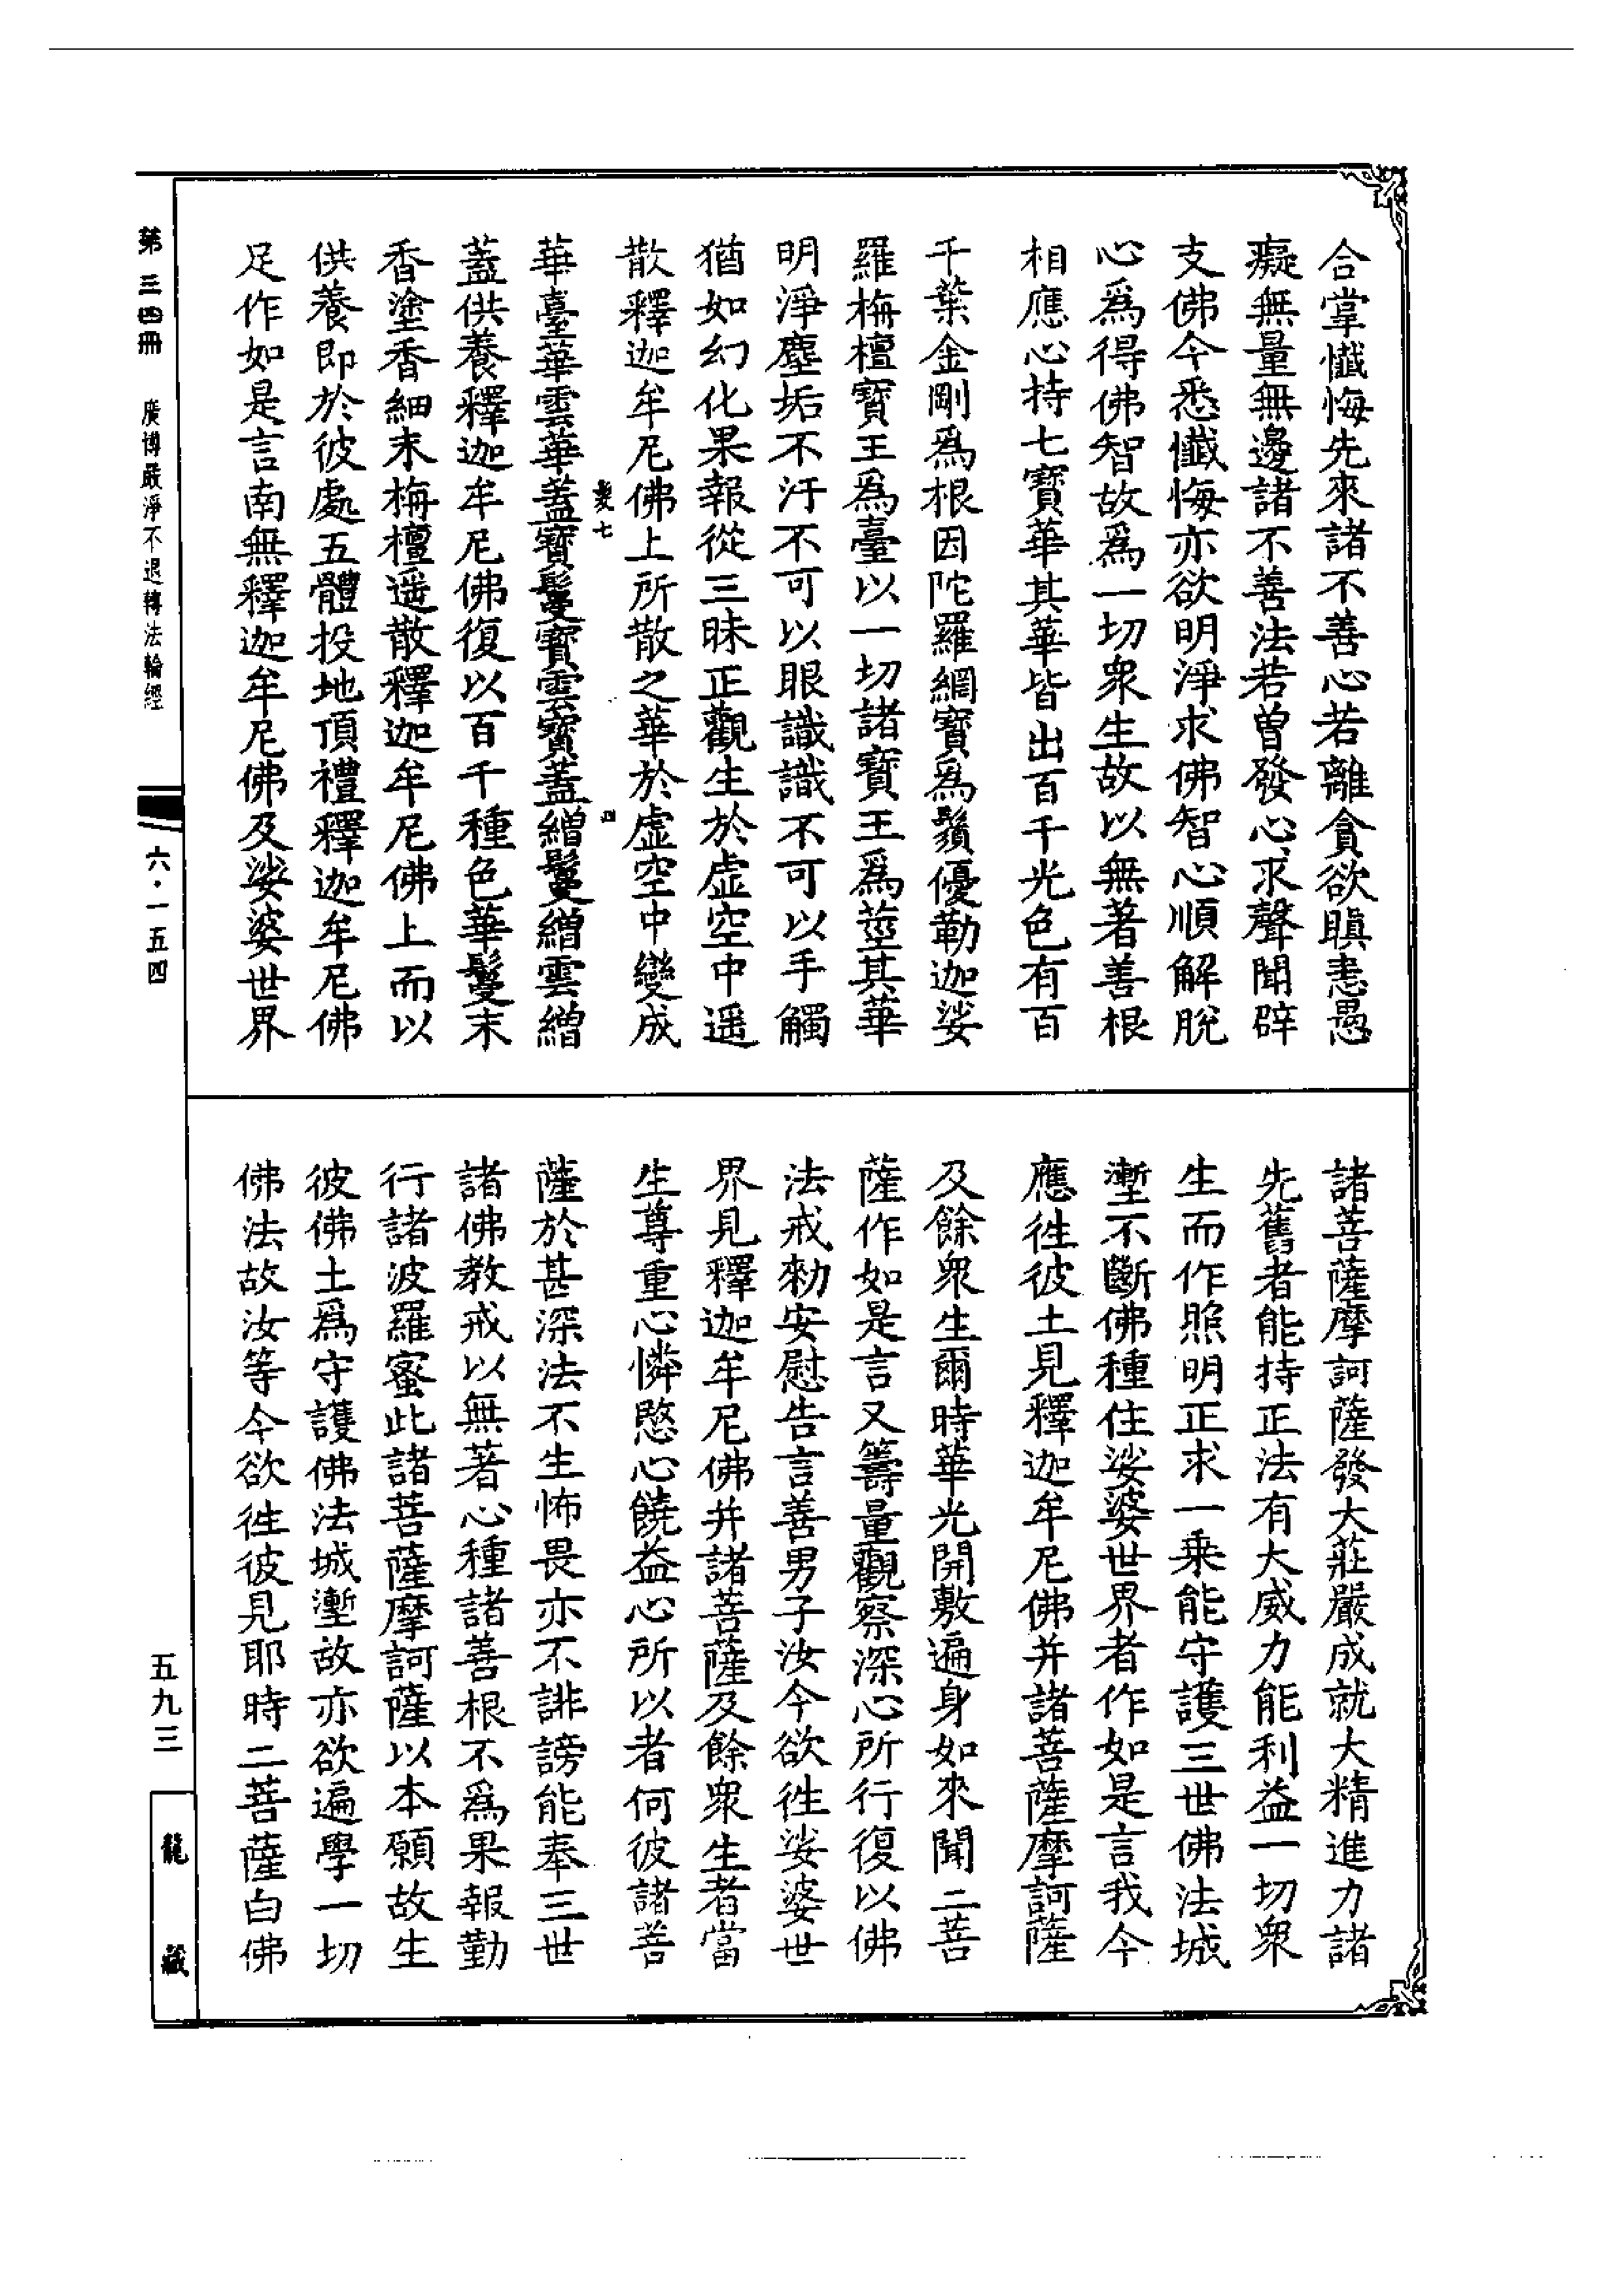 合掌懺悔先來諸不善心若離貪欲瞋恚愚
癡無量無邊諸不善法若曾發心求聲聞辟
支佛今悉懺悔亦欲明淨求佛智心順解脫
心爲得佛智故爲一切衆生故以無著善根
相應心持七寶華其華皆出百千光色有百
千葉金剛爲根因陀羅網寶爲鬚優勒迦娑
羅栴檀寶王爲臺以一切諸寶王爲莖其華
明淨塵垢不汙不可以眼識識不可以手觸
猶如幻化果報從三昧正觀生於虛空中遥
散釋迦牟尼佛上所散之華於虛空中變成
華臺華雲華蓋寶鬘寶雲寶蓋繒鬘繒雲繒
蓋供養釋迦牟尼佛復以百千種色華鬘末
香塗香細末栴檀遥散釋迦牟尼佛上而以
供養即於彼處五體投地頂禮釋迦牟尼佛
足作如是言南無釋迦牟尼佛及娑婆世界
諸菩薩摩訶薩發大莊嚴成就大精進力諸
先舊者能持正法有大威力能利益一切衆
生而作照明正求一乘能守護三世佛法城
壍不斷佛種住娑婆世界者作如是言我今
應徃彼土見釋迦牟尼佛并諸菩薩摩訶薩
及餘衆生爾時華光開敷遍身如來聞二菩
薩作如是言又籌量觀察深心所行復以佛
法戒勑安慰告言善男子汝今欲徃娑婆世
界見釋迦牟尼佛并諸菩薩及餘衆生者當
生尊重心憐愍心饒益心所以者何彼諸菩
薩於甚深法不生怖畏亦不誹謗能奉三世
諸佛教戒以無著心種諸善根不爲果報勤
行諸波羅蜜此諸菩薩摩訶薩以本願故生
彼佛土爲守護佛法城壍故亦欲遍學一切
佛法故汝等今欲徃彼見耶時二菩薩白佛
髮七
四
第三四冊
廣博嚴淨不退轉法輪經
六·一五四
五九三
龍藏